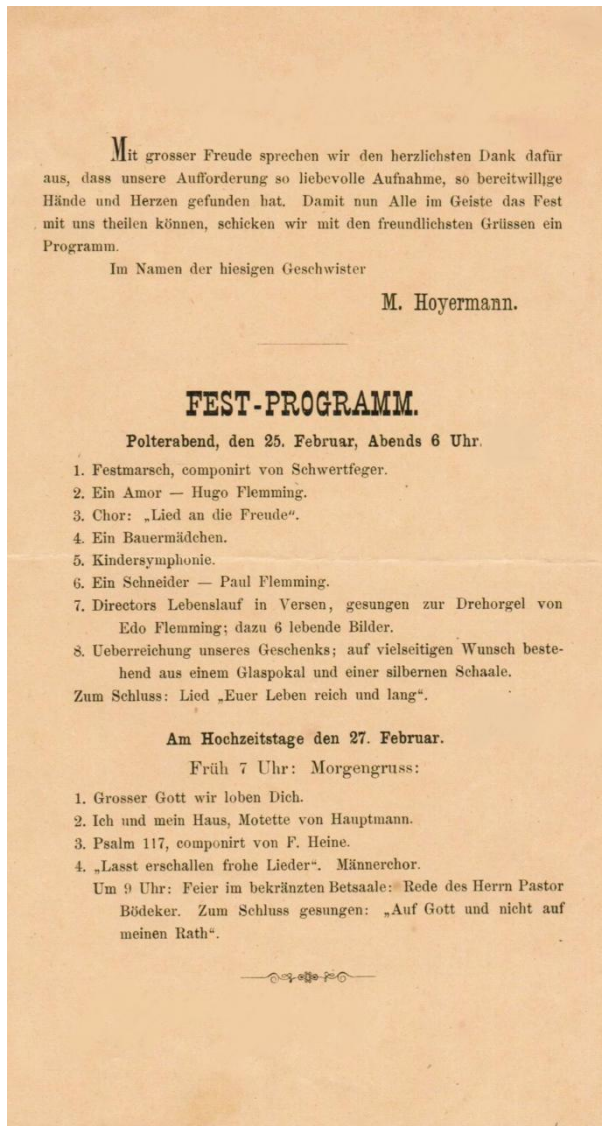 Mit grosser Freude sprechen wir den herzlichsten Dank dafür
aus, dass unsere Aufforderung so liebevolle Aufnahme, so bereitwillige
Hände und Herzen gefunden hat. Damit nun Alle im Geiste das Fest
mit uns theilen können, schicken wir mit den freundlichsten Grüssen ein
Programm.
Im Namen der hiesigen Geschwister
M. Hoyermann.
FEST-PROGRAMM.
Polterabend, den 25. Februar, Abends 6 Uhr.
1. Festmarsch, componirt von Schwertfeger.
2. Ein Amor — Hugo Flemming.
3. Chor: „Lied an die Freude“.
4. Ein Bauermädchen.
5. Kindersymphonie.
6. Ein Schneider — Paul Flemming.
7. Directors Lebenslauf in Versen, gesungen zur Drehorgel von
Edo Flemming; dazu 6 lebende Bilder.
8. Ueberreichung unseres Geschenks; auf vielseitigen Wunsch beste-
hend aus einem Glaspokal und einer silbernen Schaale.
Zum Schluss: Lied „Euer Leben reich und lang“.
Am Hochzeitstage den 27. Februar.
Früh 7 Uhr: Morgengruss:
1. Grosser Gott wir loben Dich.
2. Ich und mein Haus, Motette von Hauptmann.
3. Psalm 117, componirt von F. Heine.
4. „Lasst erschallen frohe Lieder“. Männerchor.
Um 9 Uhr: Feier im bekränzten Betsaale: Rede des Herrn Pastor
Bödeker. Zum Schluss gesungen: „Auf Gott und nicht auf
meinen Rath“.